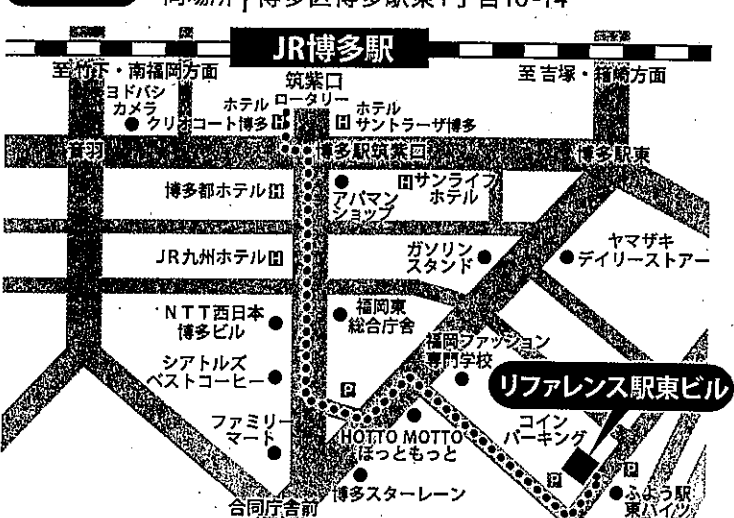 博多区博多駅東1丁目16-14
JR博多駅
至竹下・南福岡方面
筑紫口
ロータリー
至吉塚・箱崎方面
ヨドバシ
カメラ
ホテル
クリオコート博多 H
H ホテル
サントラーザ博多
音羽
博多駅筑紫口
博多駅東
博多都ホテル H
アパマン
ショップ
H サンライフ
ホテル
JR九州ホテル H
ガソリン
スタンド
ヤマザキ
デイリーストアー
NTT西日本
博多ビル
福岡東
総合庁舎
福岡ファッション
専門学校
シアトルズ
ベストコーヒー
P
リファレンス駅東ビル
ファミリー
マート
HOTTO MOTTO
ほっともっと
コイン
パーキング
P
P
博多スターレーン
ふよう駅
東ハイツ
合同庁舎前